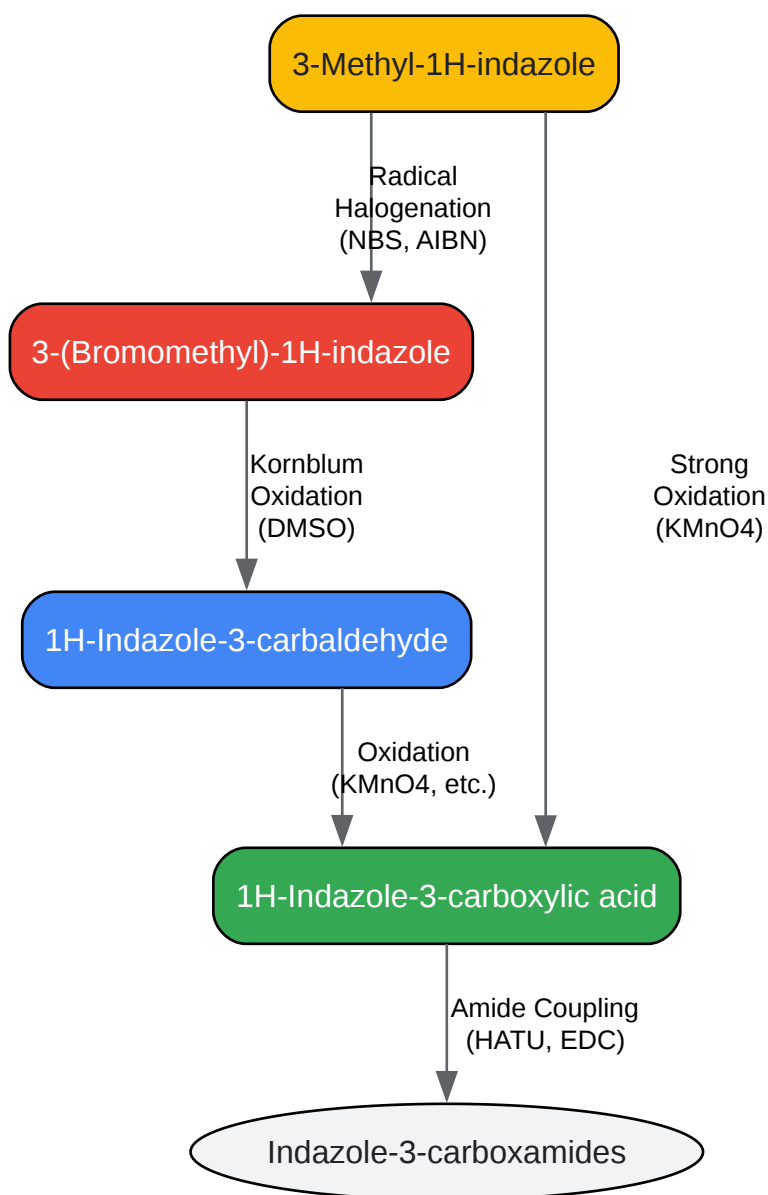 3-Methyl-1H-indazole
Radical
Halogenation
(NBS, AIBN)
3-(Bromomethyl)-1H-indazole
Kornblum
Oxidation
(DMSO)
Strong
Oxidation
(KMnO4)
1H-Indazole-3-carbaldehyde
Oxidation
(KMnO4, etc.)
1H-Indazole-3-carboxylic acid
Amide Coupling
(HATU, EDC)
Indazole-3-carboxamides